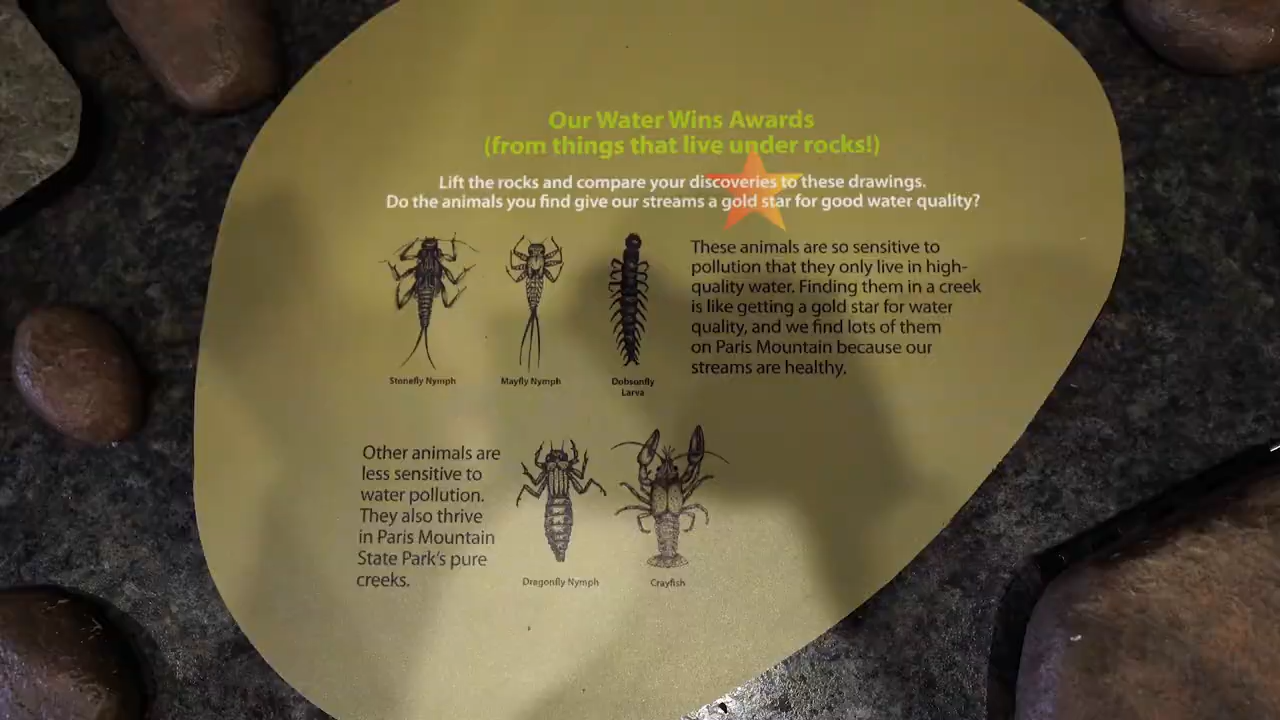 Our Water Wins Awards
(from things that live under rocks!)
Lift the rocks and compare your discoveries to these drawings.
Do the animals you find give our streams a gold star for good water quality?
These animals are so sensitive to
pollution that they only live in high-
quality water. Finding them in a creek
is like getting a gold star for water
quality, and we find lots of them
on Paris Mountain because our
streams are healthy.
Stonefly Nymph
Mayfly Nymph
Dobsonfly
Larva
Other animals are
less sensitive to
water pollution.
They also thrive
in Paris Mountain
State Park's pure
creeks.
Dragonfly Nymph
Crayfish